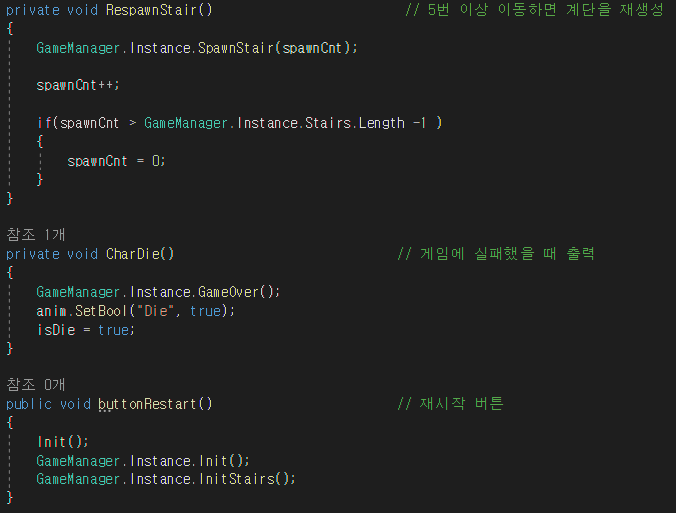 private void RespawnStair() // 5번 이상 이동하면 계단을 재생성
{
GameManager.Instance.SpawnStair(spawnCnt);
spawnCnt++;
if(spawnCnt > GameManager.Instance.Stairs.Length -1 )
{
spawnCnt = 0;
}
}
참조 1개
private void CharDie() // 게임에 실패했을 때 출력
{
GameManager.Instance.GameOver();
anim.SetBool("Die", true);
isDie = true;
}
참조 0개
public void buttonRestart() // 재시작 버튼
{
Init();
GameManager.Instance.Init();
GameManager.Instance.InitStairs();
}